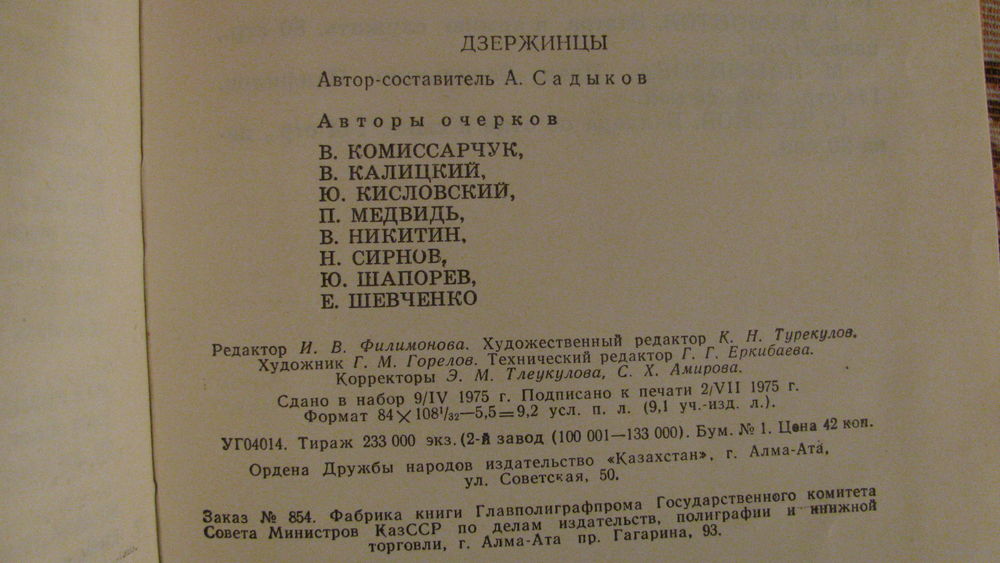 ДЗЕРЖИНЦЫ
Автор-составитель А. Садыков
Авторы очерков
В. КОМИССАРЧУК,
В. КАЛИЦКИЙ,
Ю. КИСЛОВСКИЙ,
П. МЕДВИДЬ,
В. НИКИТИН,
Н. СИРНОВ,
Ю. ШАПОРЕВ,
Е. ШЕВЧЕНКО
Редактор И. В. Филимонова. Художественный редактор К. Н. Турекулов.
Художник Г. М. Горелов. Технический редактор Г. Г. Еркибаева.
Корректоры Э. М. Тлеукулова, С. Х. Амирова.
Сдано в набор 9/IV 1975 г. Подписано к печати 2/VII 1975 г.
Формат 84×108¹/₃₂—5,5=9,2 усл. п. л. (9,1 уч.-изд. л.).
УГ04014. Тираж 233 000 экз. (2-й завод (100 001—133 000). Бум. № 1. Цена 42 коп.
Ордена Дружбы народов издательство «Казахстан», г. Алма-Ата,
ул. Советская, 50.
Заказ № 854. Фабрика книги Главполиграфпрома Государственного комитета
Совета Министров КазССР по делам издательств, полиграфии и книжной
торговли, г. Алма-Ата пр. Гагарина, 93.